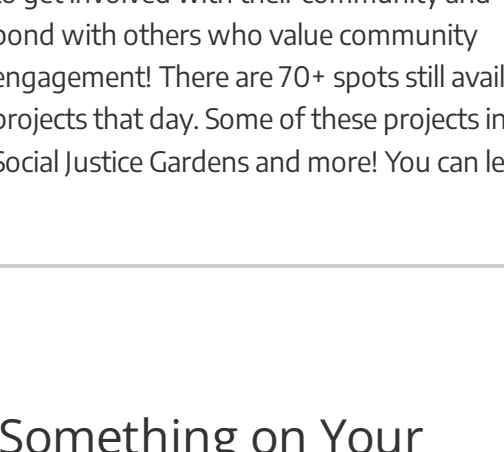 to get involved with their community and
bond with others who value community
engagement! There are 70+ spots still avail
projects that day. Some of these projects in
Social Justice Gardens and more! You can le
Something on Your